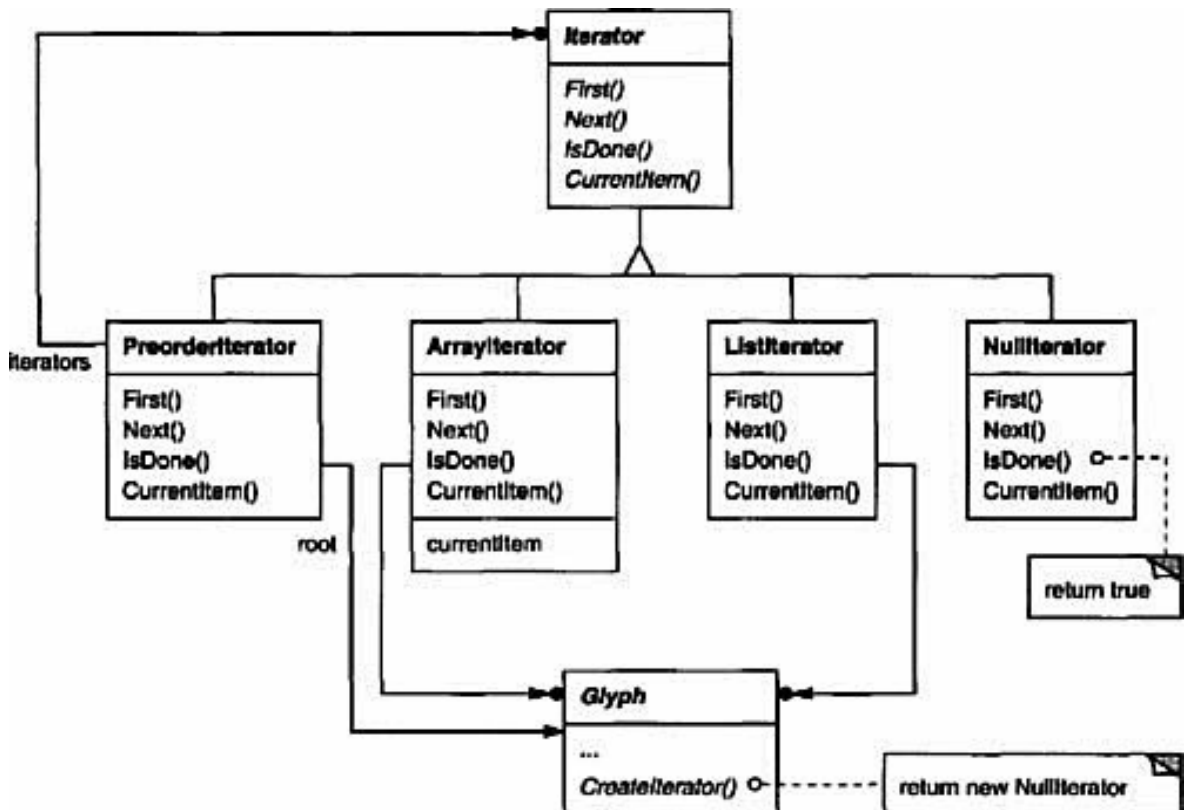 Iterator
First()
Next()
IsDone()
CurrentItem()
iterators
PreorderIterator
First()
Next()
IsDone()
CurrentItem()
root
ArrayIterator
First()
Next()
IsDone()
CurrentItem()
currentItem
ListIterator
First()
Next()
IsDone()
CurrentItem()
NullIterator
First()
Next()
IsDone()
CurrentItem()
return true
Glyph
...
CreateIterator()
return new NullIterator